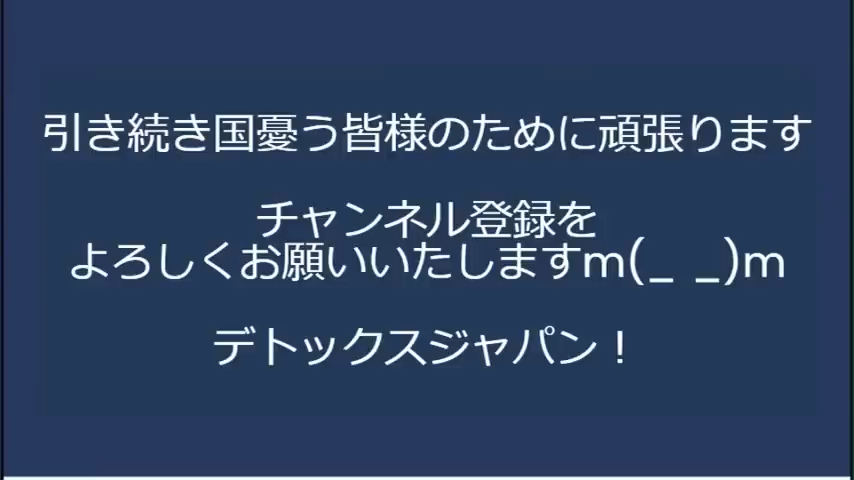 引き続き国憂う皆様のために頑張ります
チャンネル登録を
よろしくお願いいたしますm(_ _)m
デトックスジャパン！